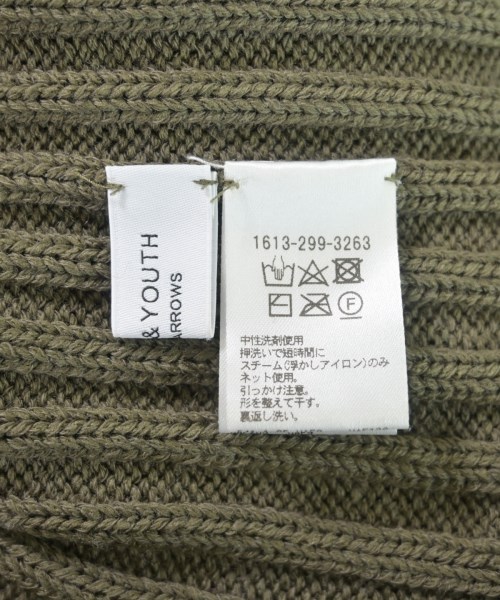 & YOUTH
ARROWS
1613-299-3263
F
中性洗剤使用
押洗いで短時間に
スチーム(浮かしアイロン)のみ
ネット使用。
引っかけ注意。
形を整えて干す。
裏返し洗い。